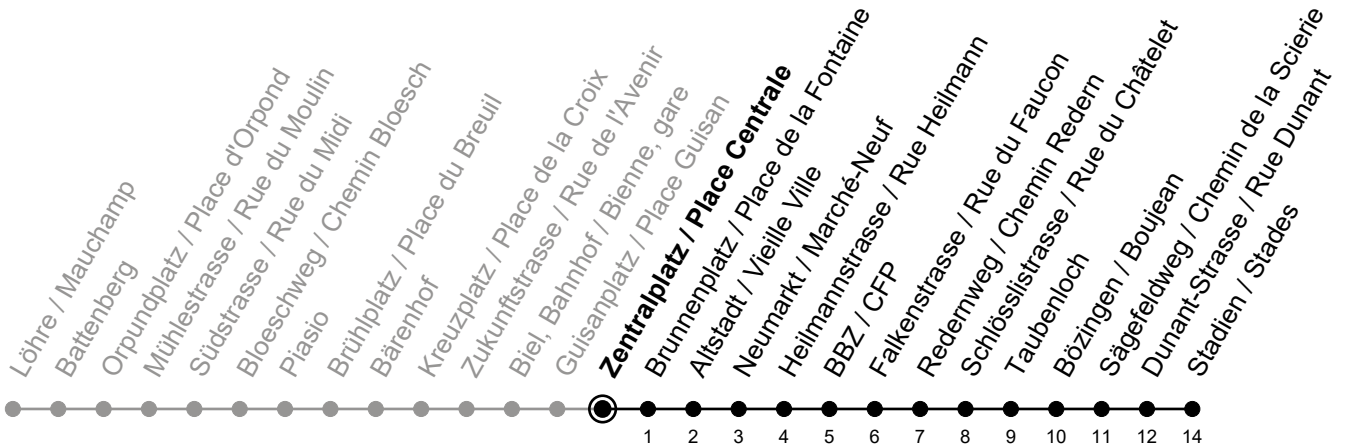 Löhre / Mauchamp
Battenberg
Orpundplatz / Place d'Orpond
Mühlestrasse / Rue du Moulin
Südstrasse / Rue du Midi
Bloeschweg / Chemin Bloesch
Piasio
Brühlplatz / Place du Breuil
Bärenhof
Kreuzplatz / Place de la Croix
Zukunftstrasse / Rue de l'Avenir
Biel, Bahnhof / Bienne, gare
Guisanplatz / Place Guisan
Zentralplatz / Place Centrale
Brunnenplatz / Place de la Fontaine
Altstadt / Vieille Ville
Neumarkt / Marché-Neuf
Heilmannstrasse / Rue Heilmann
BBZ / CFP
Falkenstrasse / Rue du Faucon
Redernweg / Chemin Redern
Schlösslistrasse / Rue du Châtelet
Taubenloch
Bözingen / Boujean
Sägefeldweg / Chemin de la Scierie
Dunant-Strasse / Rue Dunant
Stadien / Stades
1 2 3 4 5 6 7 8 9 10 11 12 14